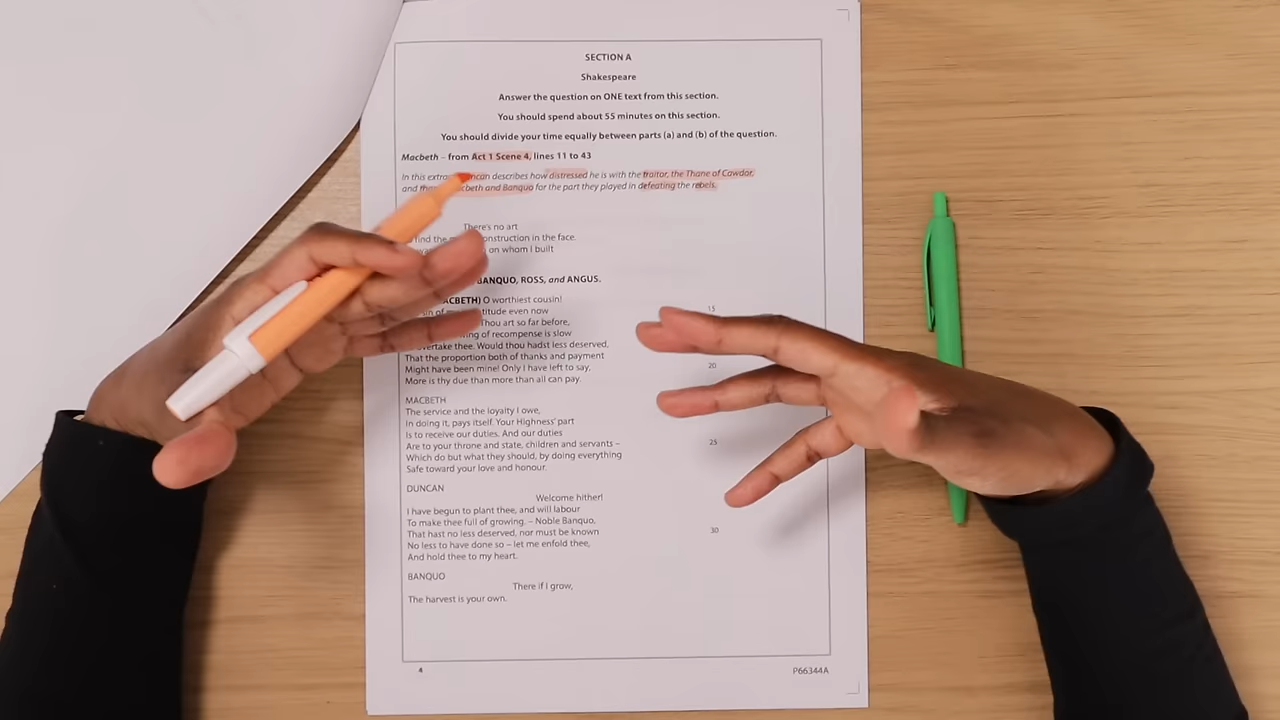 SECTION A
Shakespeare
Answer the question on ONE text from this section.
You should spend about 55 minutes on this section.
You should divide your time equally between parts (a) and (b) of the question.
Macbeth – from Act 1 Scene 4, lines 11 to 43
In this describes how distressed he is with the traitor, the Thane of Cawdor,
and and Banquo for the part they played in defeating the rebels.
There's no art
find the construction in the face.
on whom I built
BANQUO, ROSS, and ANGUS.
O worthiest cousin!
15
even now
Thou art so far before,
of recompense is slow
thee. Would thou hadst less deserved,
That the proportion both of thanks and payment
Might have been mine! Only I have left to say,
20
More is thy due than more than all can pay.
MACBETH
The service and the loyalty I owe,
In doing it, pays itself. Your Highness' part
Is to receive our duties. And our duties
Are to your throne and state, children and servants –
25
Which do but what they should, by doing everything
Safe toward your love and honour.
DUNCAN
Welcome hither!
I have begun to plant thee, and will labour
To make thee full of growing. – Noble Banquo,
That hast no less deserved, nor must be known
30
No less to have done so – let me enfold thee,
And hold thee to my heart.
BANQUO
There if I grow,
The harvest is your own.
4
P66344A